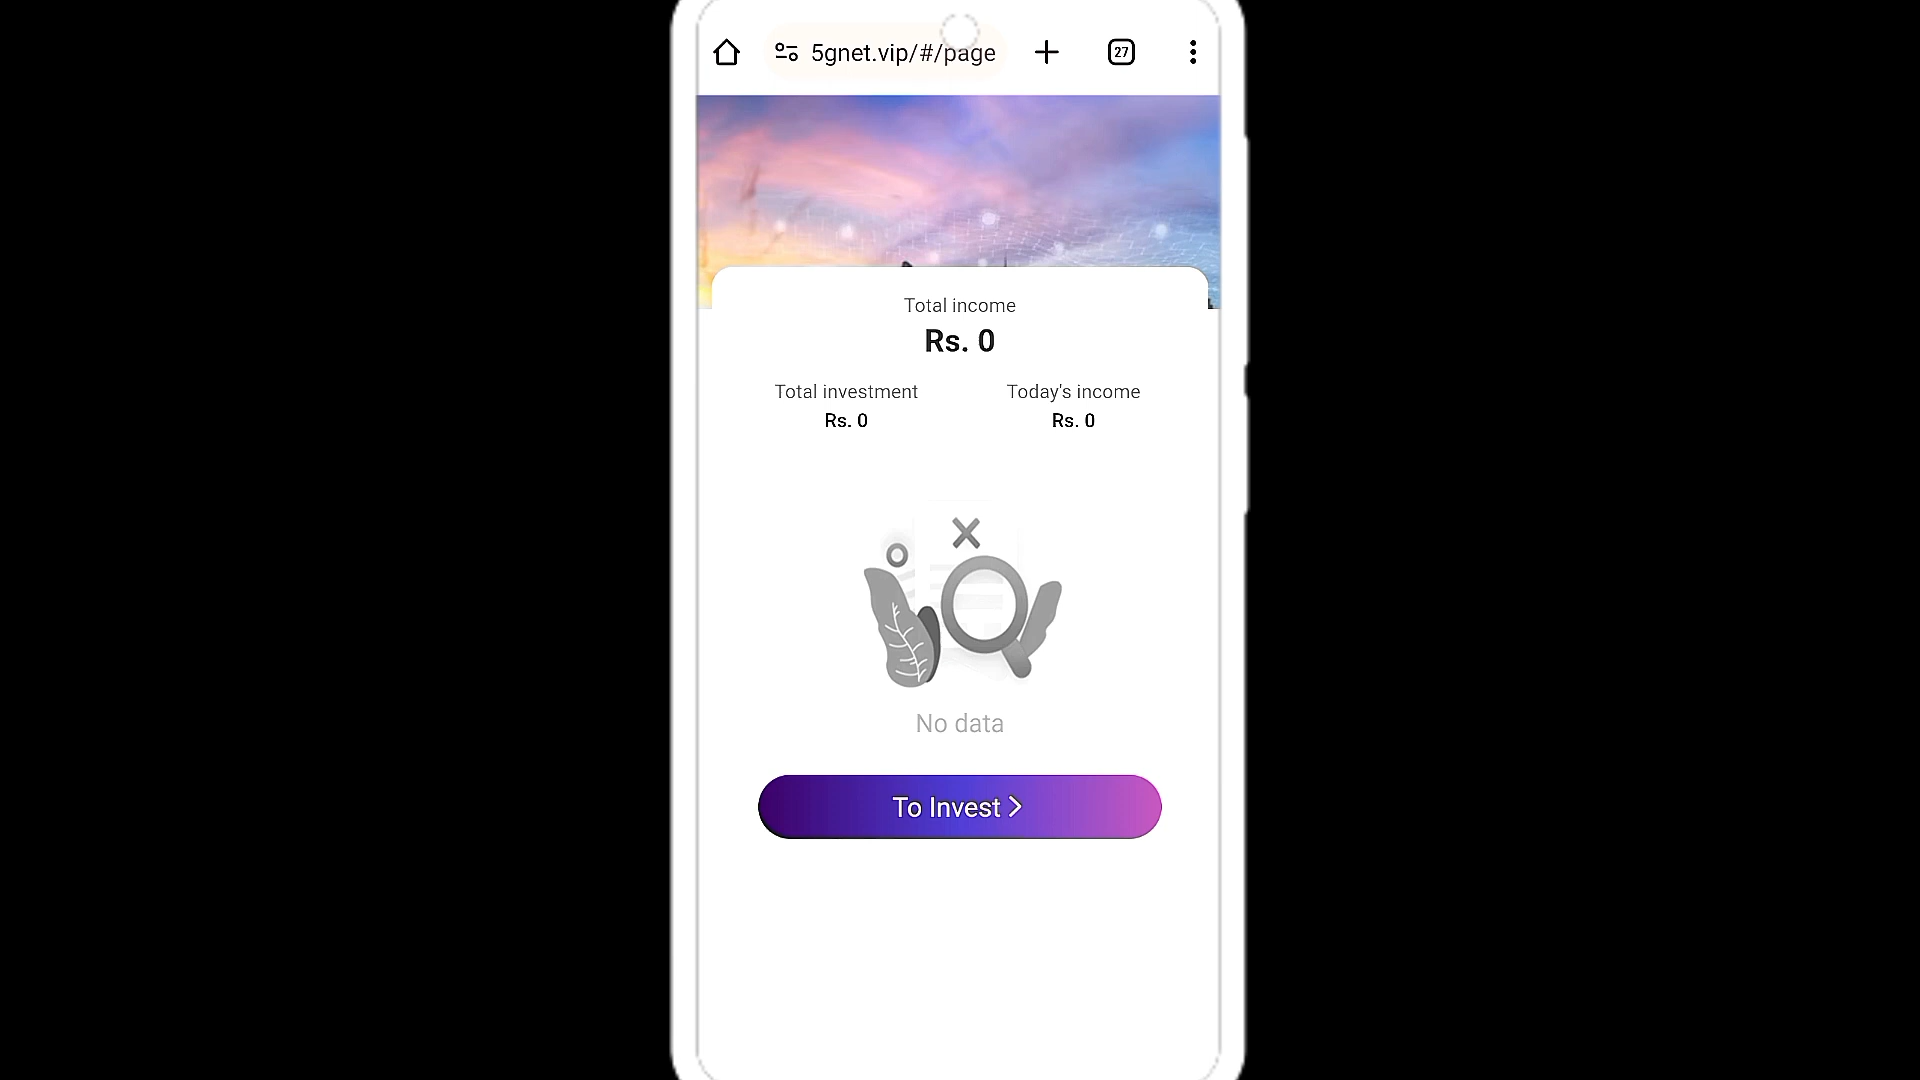 5gnet.vip/#/page
27
Total income
Rs. 0
Total investment
Today's income
Rs. 0
Rs. 0
No data
To Invest